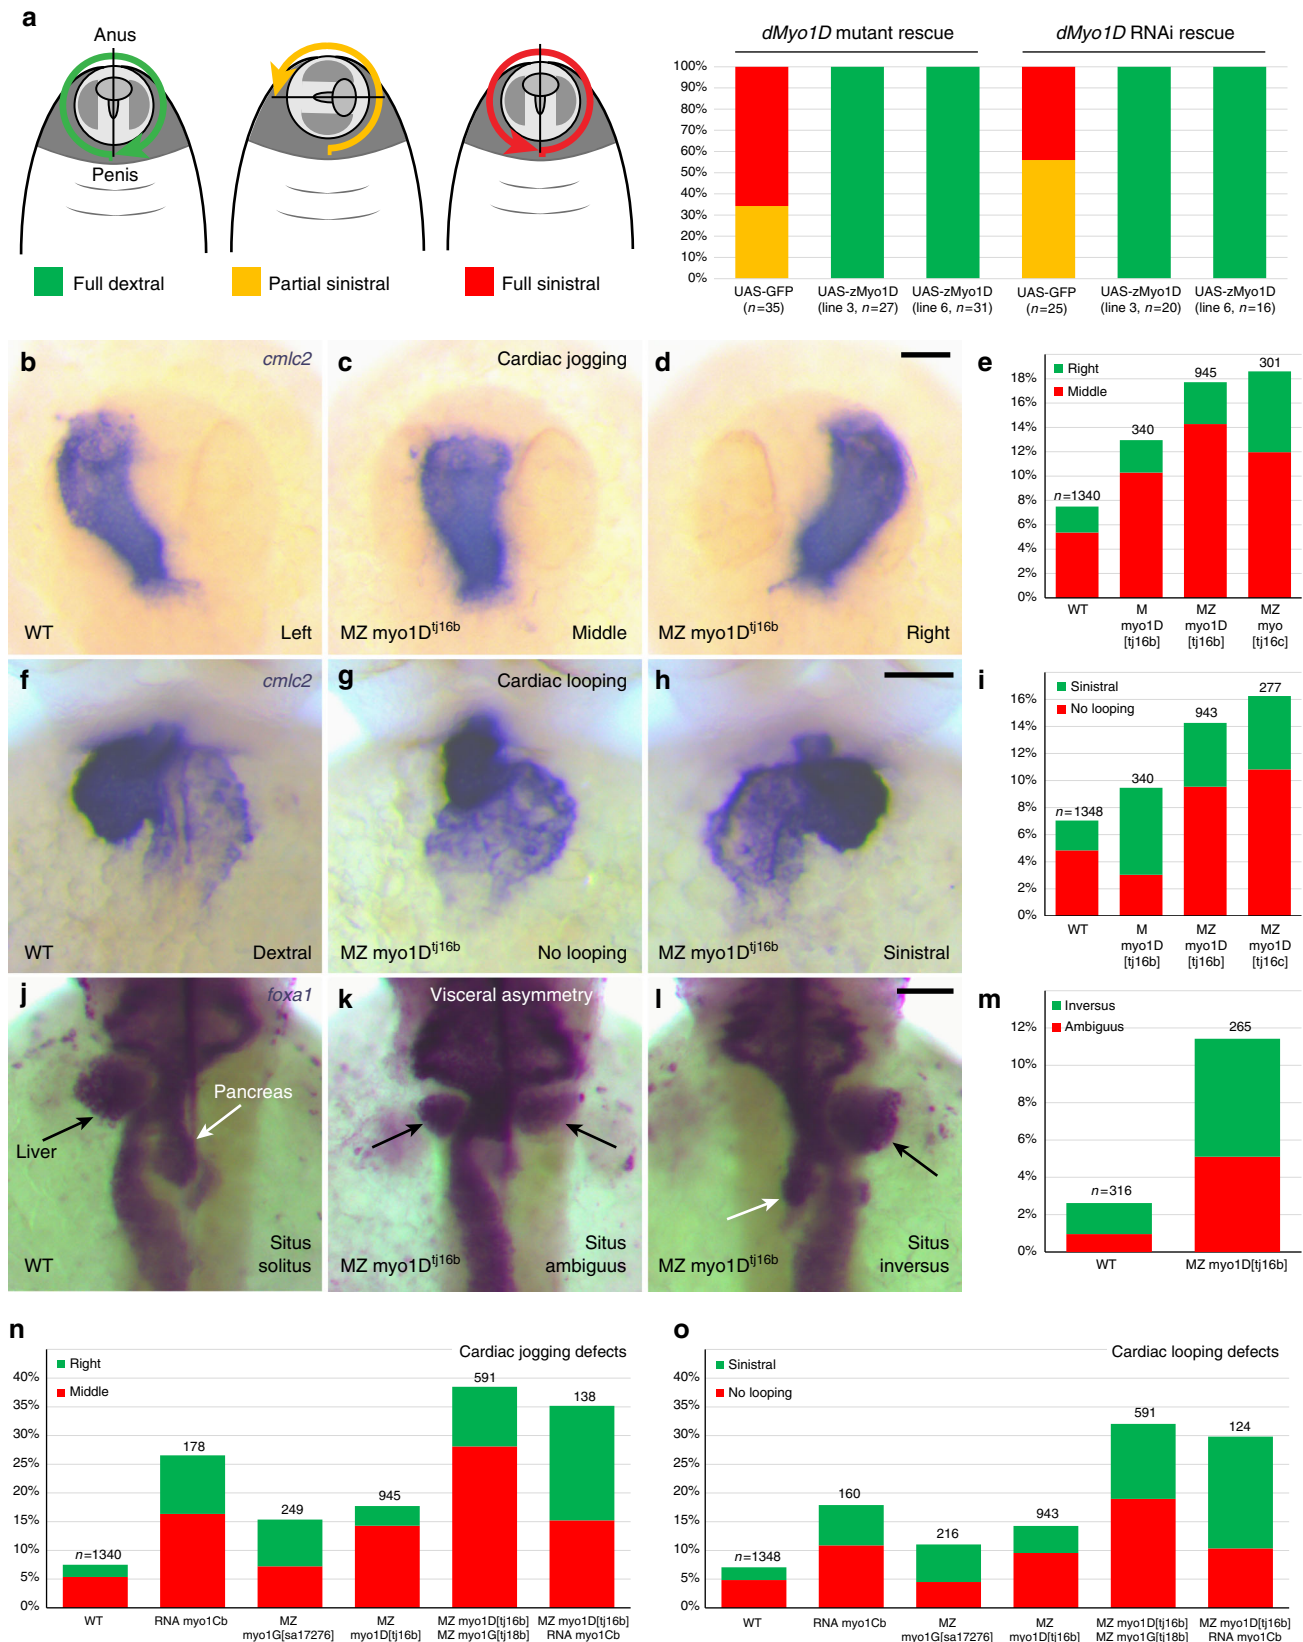 a
Anus
Penis
Full dextral
Partial sinistral
Full sinistral
dMyo1D mutant rescue
dMyo1D RNAi rescue
100%
90%
80%
70%
60%
50%
40%
30%
20%
10%
0%
UAS-GFP
(n=35)
UAS-zMyo1D
(line 3, n=27)
UAS-zMyo1D
(line 6, n=31)
UAS-GFP
(n=25)
UAS-zMyo1D
(line 3, n=20)
UAS-zMyo1D
(line 6, n=16)
b
cmlc2
WT
Left
c
Cardiac jogging
MZ myo1D^tj16b
Middle
d
MZ myo1D^tj16b
Right
e
Right
Middle
18%
16%
14%
12%
10%
8%
6%
4%
2%
0%
n=1340
340
945
301
WT
M
myo1D
[tj16b]
MZ
myo1D
[tj16b]
MZ
myo
[tj16c]
f
cmlc2
WT
Dextral
g
Cardiac looping
MZ myo1D^tj16b
No looping
h
MZ myo1D^tj16b
Sinistral
i
Sinistral
No looping
16%
14%
12%
10%
8%
6%
4%
2%
0%
n=1348
340
943
277
WT
M
myo1D
[tj16b]
MZ
myo1D
[tj16b]
MZ
myo1D
[tj16c]
j
foxa1
Pancreas
Liver
WT
Situs
solitus
k
Visceral asymmetry
MZ myo1D^tj16b
Situs
ambiguus
l
MZ myo1D^tj16b
Situs
inversus
m
Inversus
Ambiguus
12%
10%
8%
6%
4%
2%
0%
n=316
265
WT
MZ myo1D[tj16b]
n
Cardiac jogging defects
Right
Middle
40%
35%
30%
25%
20%
15%
10%
5%
0%
n=1340
178
249
945
591
138
WT
RNA myo1Cb
MZ
myo1G[sa17276]
MZ
myo1D[tj16b]
MZ myo1D[tj16b]
MZ myo1G[tj18b]
MZ myo1D[tj16b]
RNA myo1Cb
o
Cardiac looping defects
Sinistral
No looping
40%
35%
30%
25%
20%
15%
10%
5%
0%
n=1348
160
216
943
591
124
WT
RNA myo1Cb
MZ
myo1G[sa17276]
MZ
myo1D[tj16b]
MZ myo1D[tj16b]
MZ myo1G[tj18b]
MZ myo1D[tj16b]
RNA myo1Cb